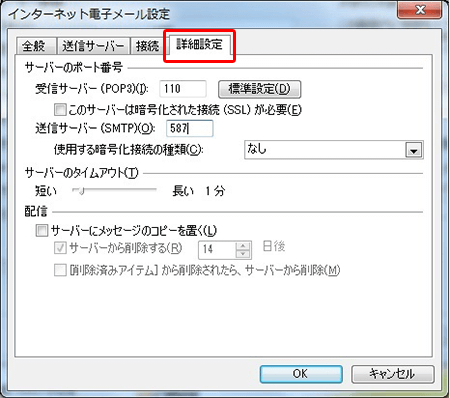 インターネット電子メール設定
全般 送信サーバー 接続 詳細設定
サーバーのポート番号
受信サーバー(POP3)(I): 110 標準設定(D)
このサーバーは暗号化された接続(SSL)が必要(E)
送信サーバー(SMTP)(O): 587
使用する暗号化接続の種類(C): なし
サーバーのタイムアウト(T)
短い 長い 1分
配信
サーバーにメッセージのコピーを置く(L)
サーバーから削除する(R) 14 日後
[削除済みアイテム]から削除されたら、サーバーから削除(M)
OK キャンセル